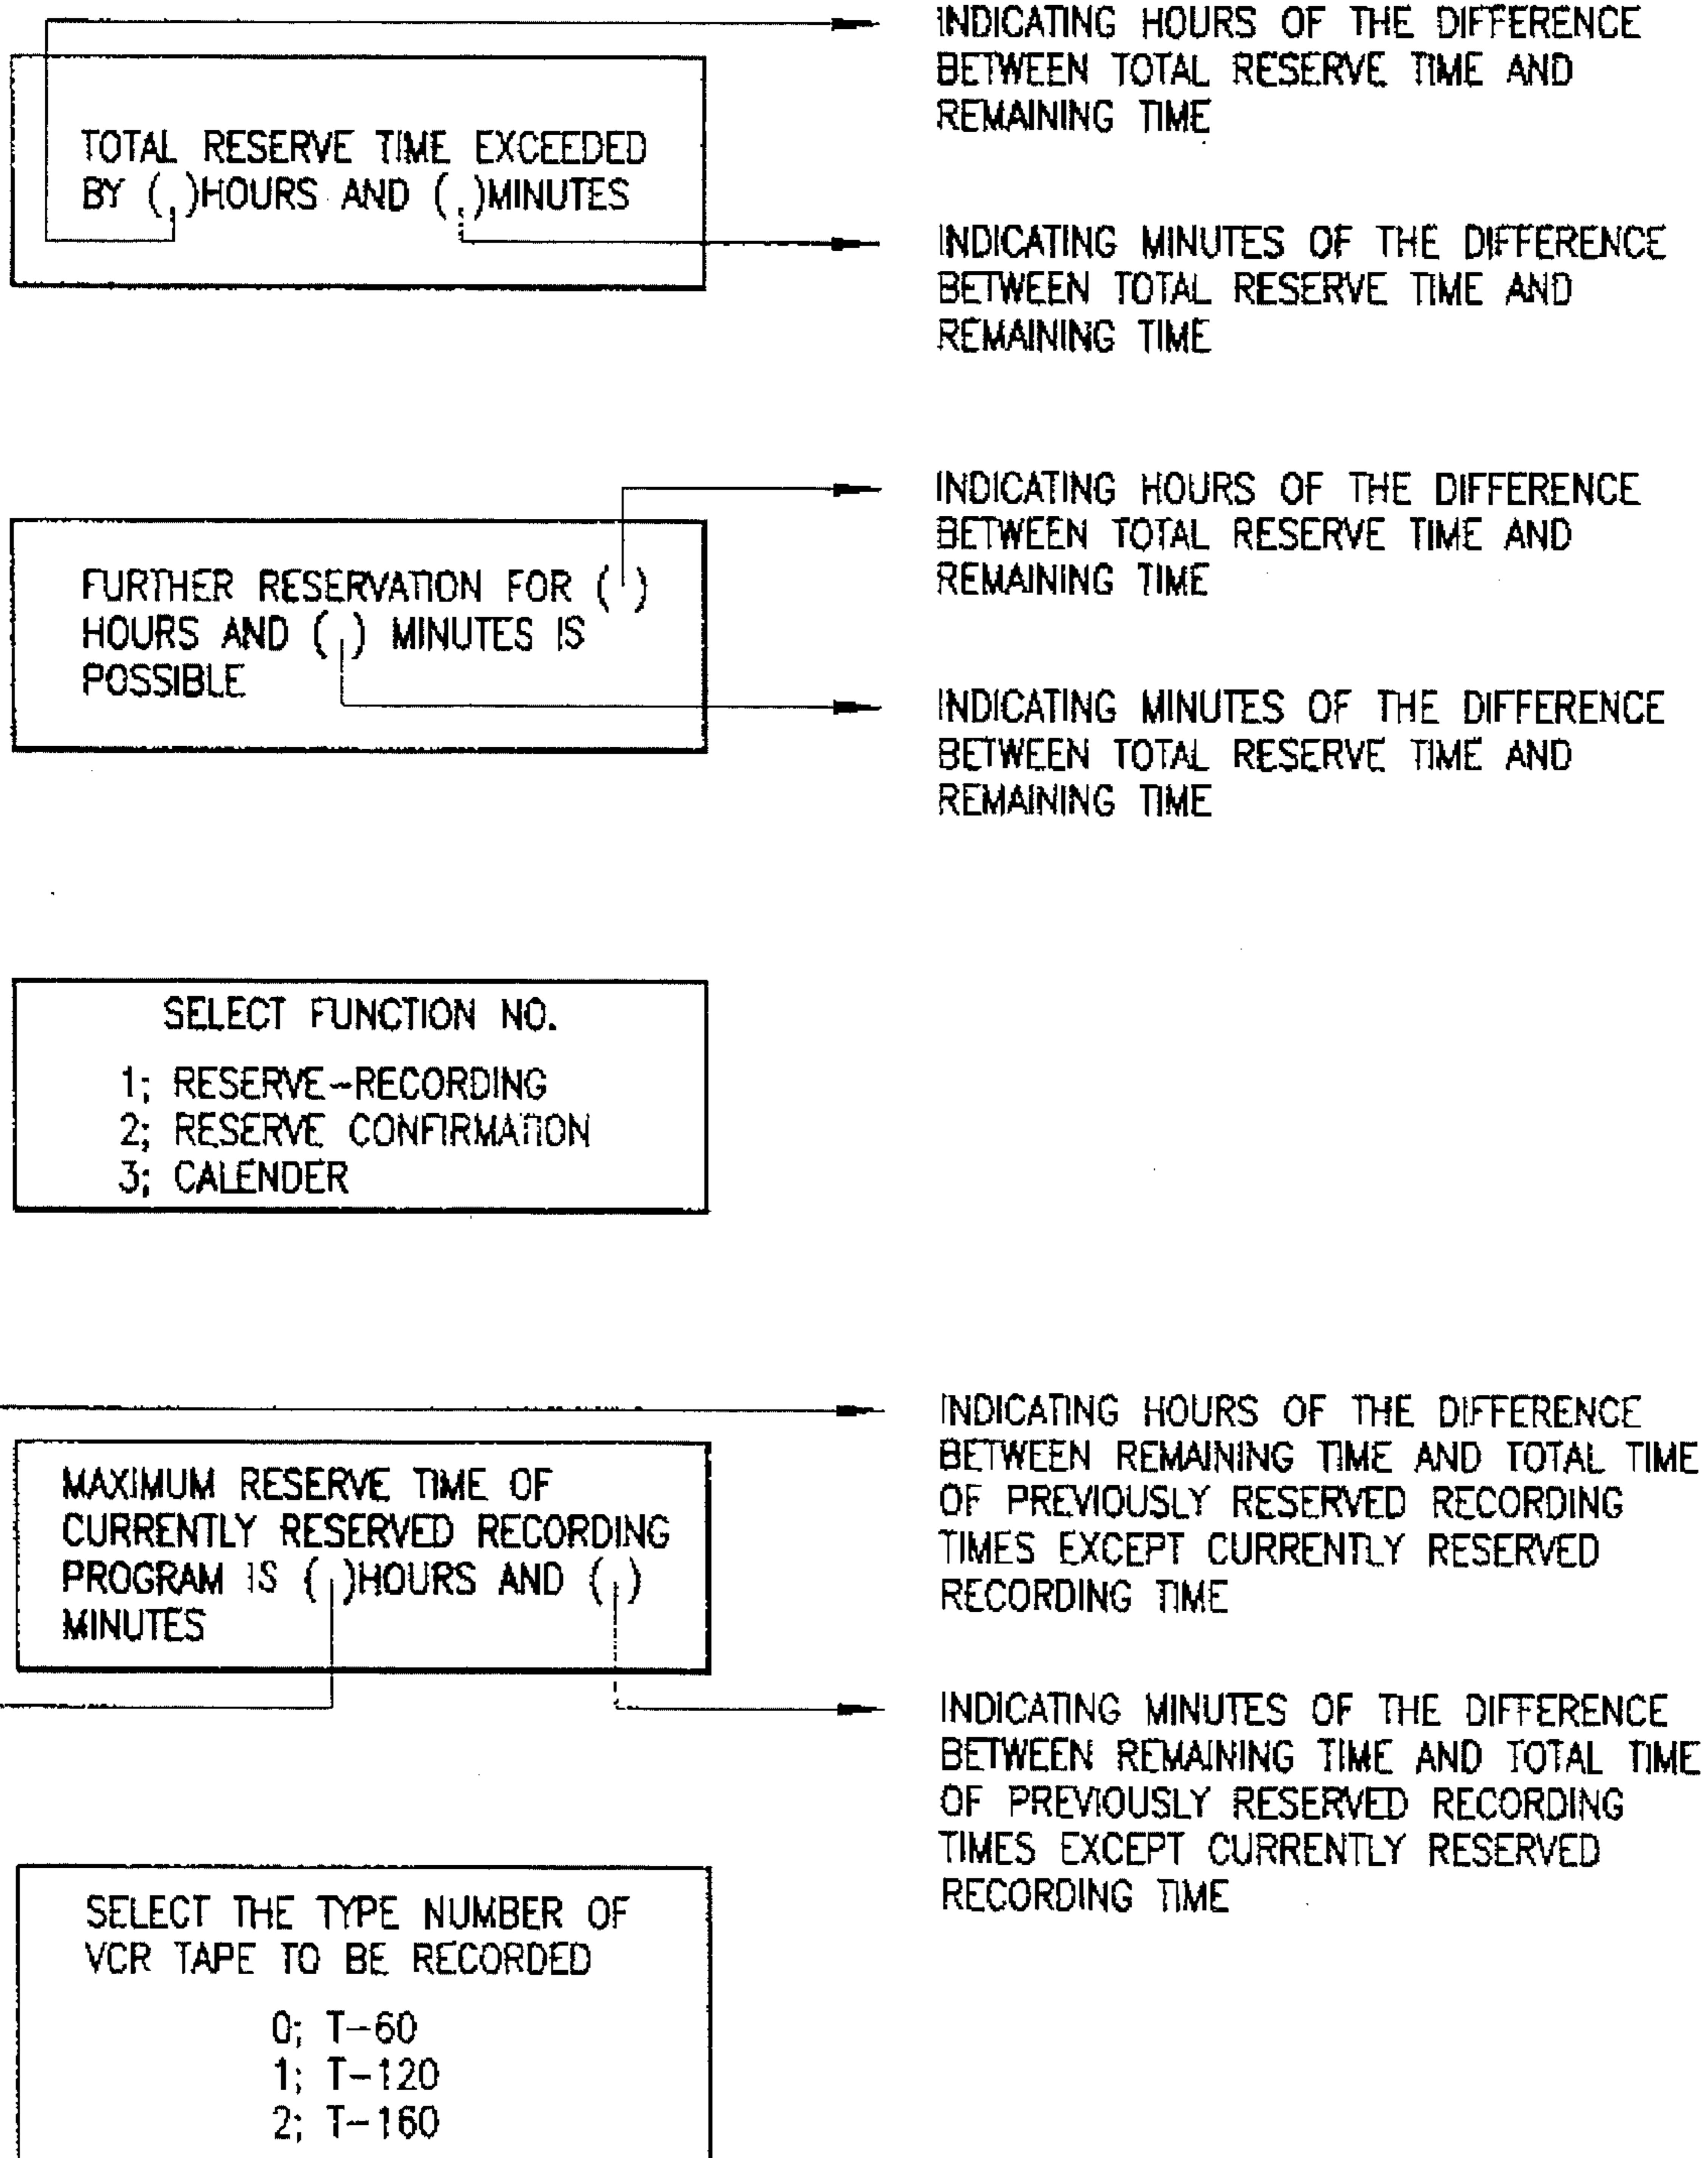 INDICATING HOURS OF THE DIFFERENCE
BETWEEN TOTAL RESERVE TIME AND
REMAINING TIME
TOTAL RESERVE TIME EXCEEDED
BY ( )HOURS AND ( )MINUTES
INDICATING MINUTES OF THE DIFFERENCE
BETWEEN TOTAL RESERVE TIME AND
REMAINING TIME
INDICATING HOURS OF THE DIFFERENCE
BETWEEN TOTAL RESERVE TIME AND
REMAINING TIME
FURTHER RESERVATION FOR ( )
HOURS AND ( ) MINUTES IS
POSSIBLE
INDICATING MINUTES OF THE DIFFERENCE
BETWEEN TOTAL RESERVE TIME AND
REMAINING TIME
SELECT FUNCTION NO.
1; RESERVE-RECORDING
2; RESERVE CONFIRMATION
3; CALENDER
INDICATING HOURS OF THE DIFFERENCE
BETWEEN REMAINING TIME AND TOTAL TIME
OF PREVIOUSLY RESERVED RECORDING
TIMES EXCEPT CURRENTLY RESERVED
RECORDING TIME
MAXIMUM RESERVE TIME OF
CURRENTLY RESERVED RECORDING
PROGRAM IS ( )HOURS AND ( )
MINUTES
INDICATING MINUTES OF THE DIFFERENCE
BETWEEN REMAINING TIME AND TOTAL TIME
OF PREVIOUSLY RESERVED RECORDING
TIMES EXCEPT CURRENTLY RESERVED
RECORDING TIME
SELECT THE TYPE NUMBER OF
VCR TAPE TO BE RECORDED
0; T-60
1; T-120
2; T-160